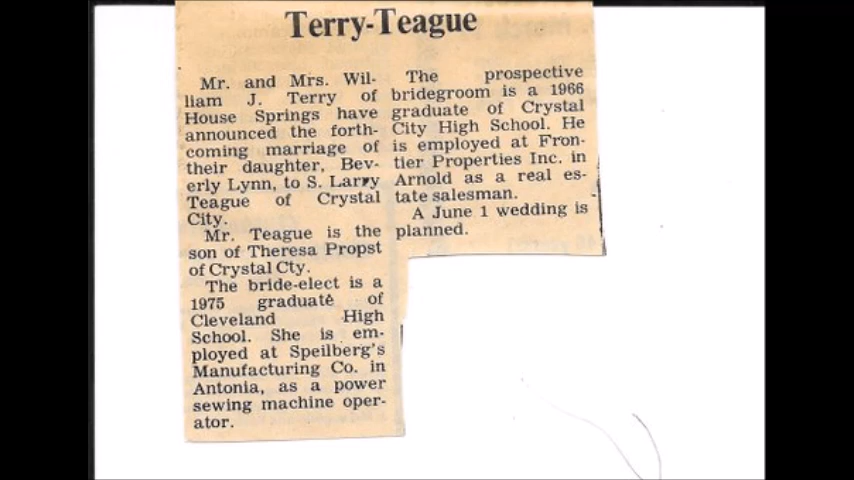 Terry-Teague
Mr. and Mrs. Wil-
liam J. Terry of
House Springs have
announced the forth-
coming marriage of
their daughter, Bev-
erly Lynn, to S. Larry
Teague of Crystal
City.
Mr. Teague is the
son of Theresa Propst
of Crystal Cty.
The bride-elect is a
1975 graduate of
Cleveland High
School. She is em-
ployed at Speilberg's
Manufacturing Co. in
Antonia, as a power
sewing machine oper-
ator.
The prospective
bridegroom is a 1966
graduate of Crystal
City High School. He
is employed at Fron-
tier Properties Inc. in
Arnold as a real es-
tate salesman.
A June 1 wedding is
planned.